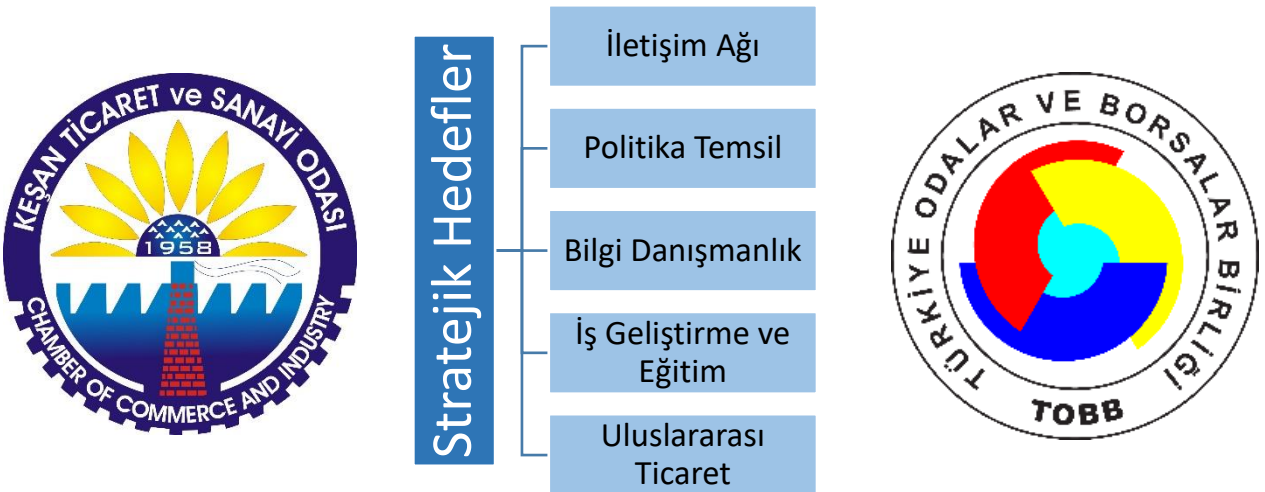 KEŞAN TİCARET ve SANAYİ ODASI
1958
CHAMBER OF COMMERCE AND INDUSTRY
Stratejik Hedefler
İletişim Ağı
Politika Temsil
Bilgi Danışmanlık
İş Geliştirme ve
Eğitim
Uluslararası
Ticaret
TÜRKİYE ODALAR VE BORSALAR BİRLİĞİ
TOBB